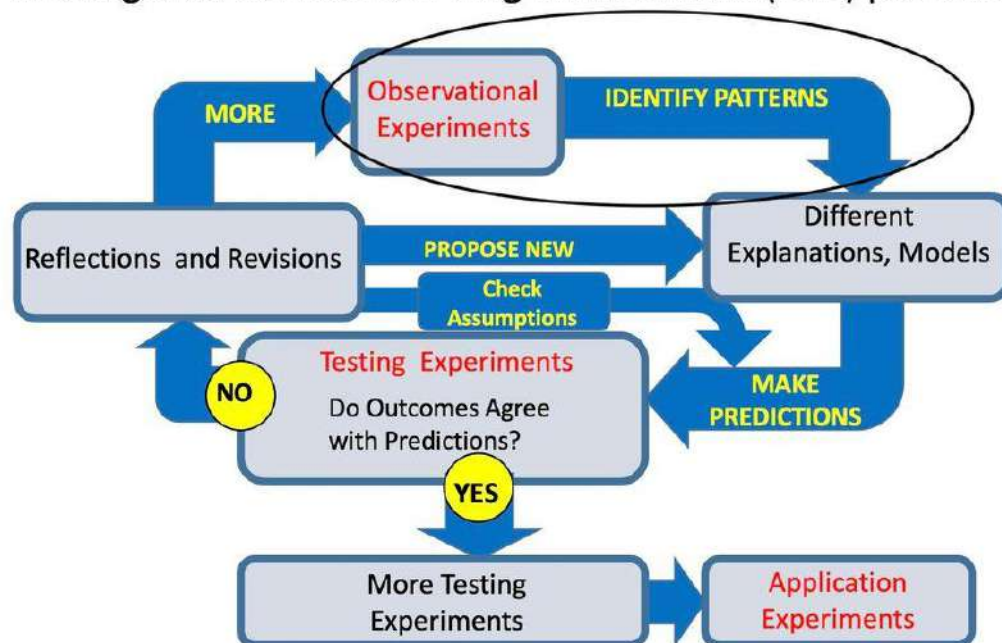 MORE
Observational
Experiments
IDENTIFY PATTERNS
Reflections and Revisions
PROPOSE NEW
Different
Explanations, Models
Check
Assumptions
Testing Experiments
NO
Do Outcomes Agree
with Predictions?
MAKE
PREDICTIONS
YES
More Testing
Experiments
Application
Experiments